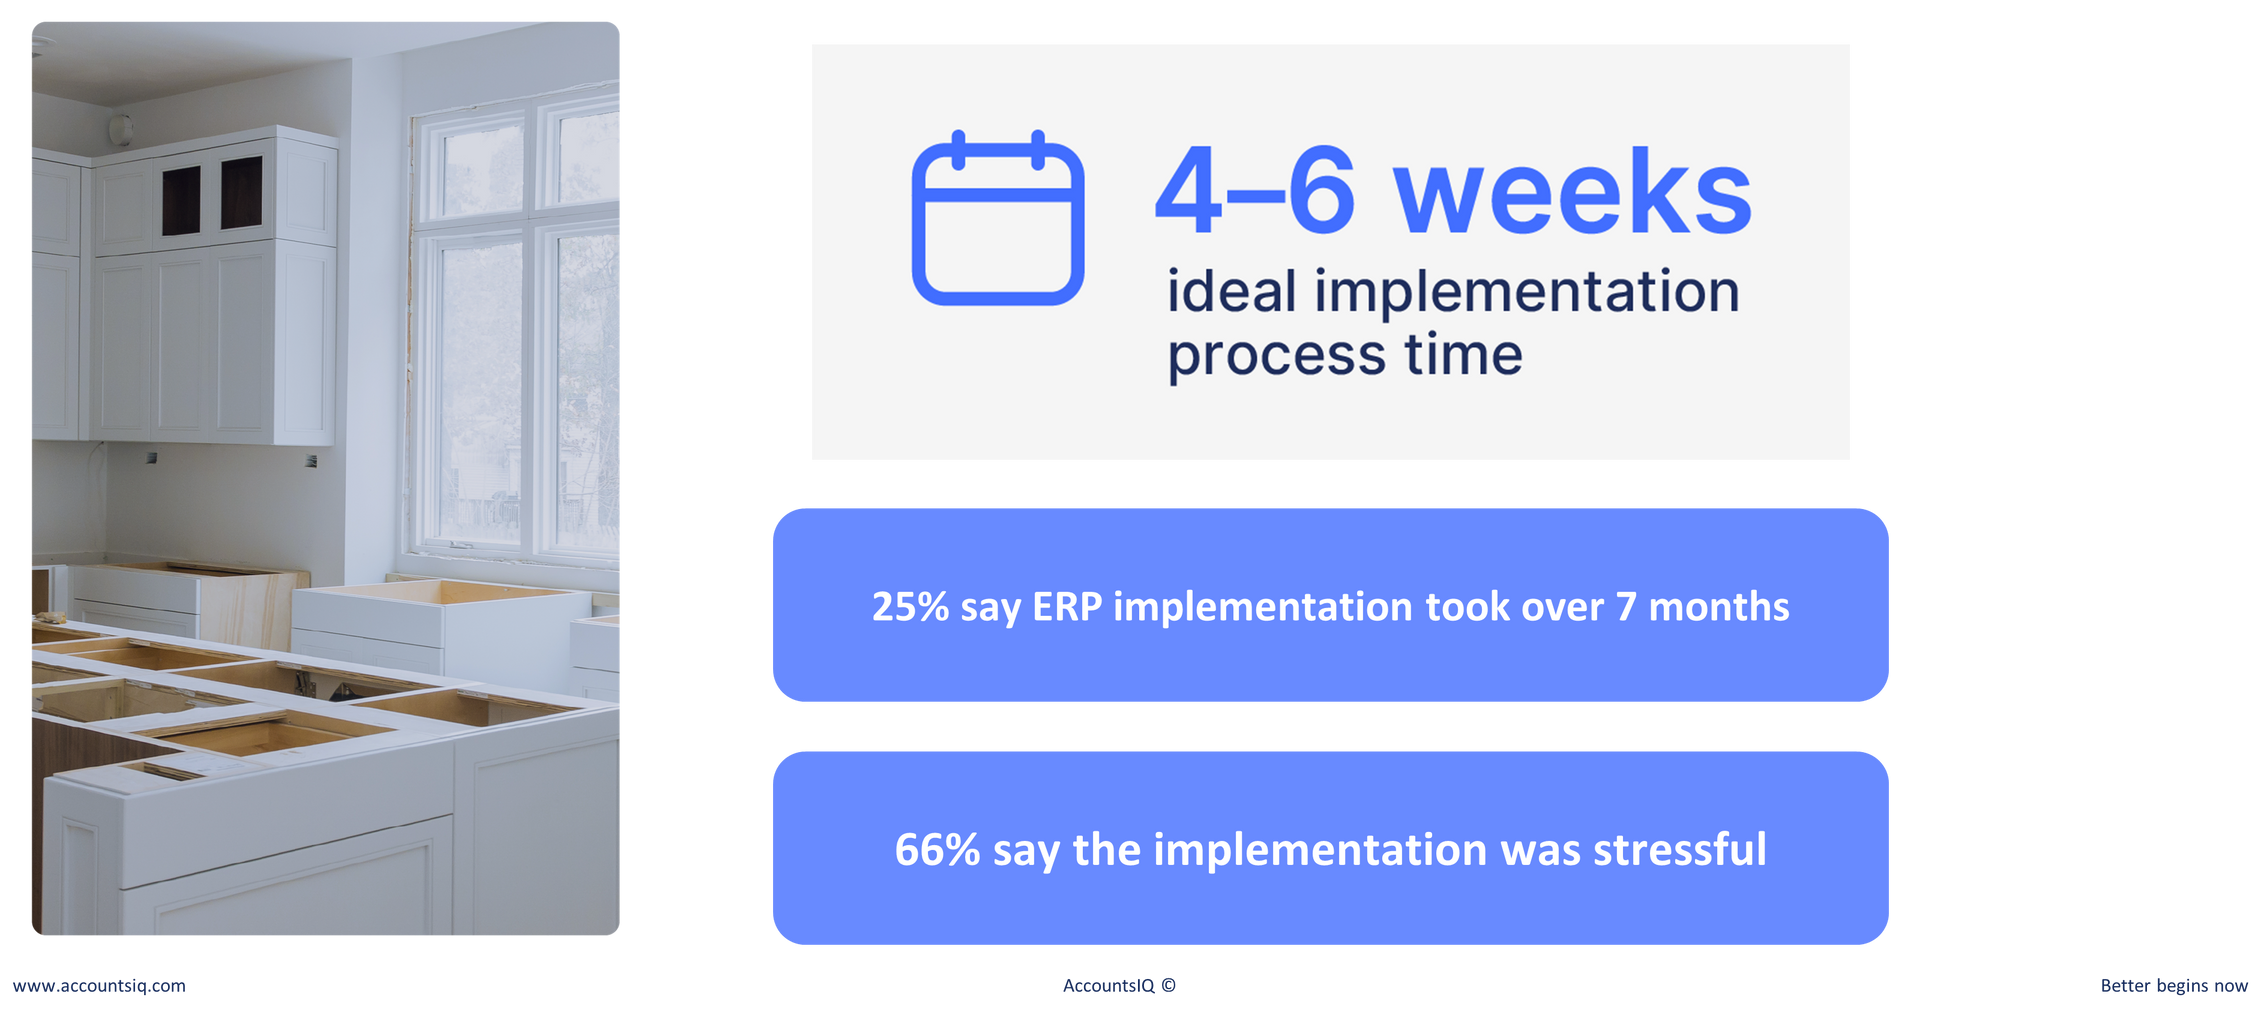 4–6 weeks
ideal implementation
process time
25% say ERP implementation took over 7 months
66% say the implementation was stressful
www.accountsiq.com
AccountsIQ ©
Better begins now